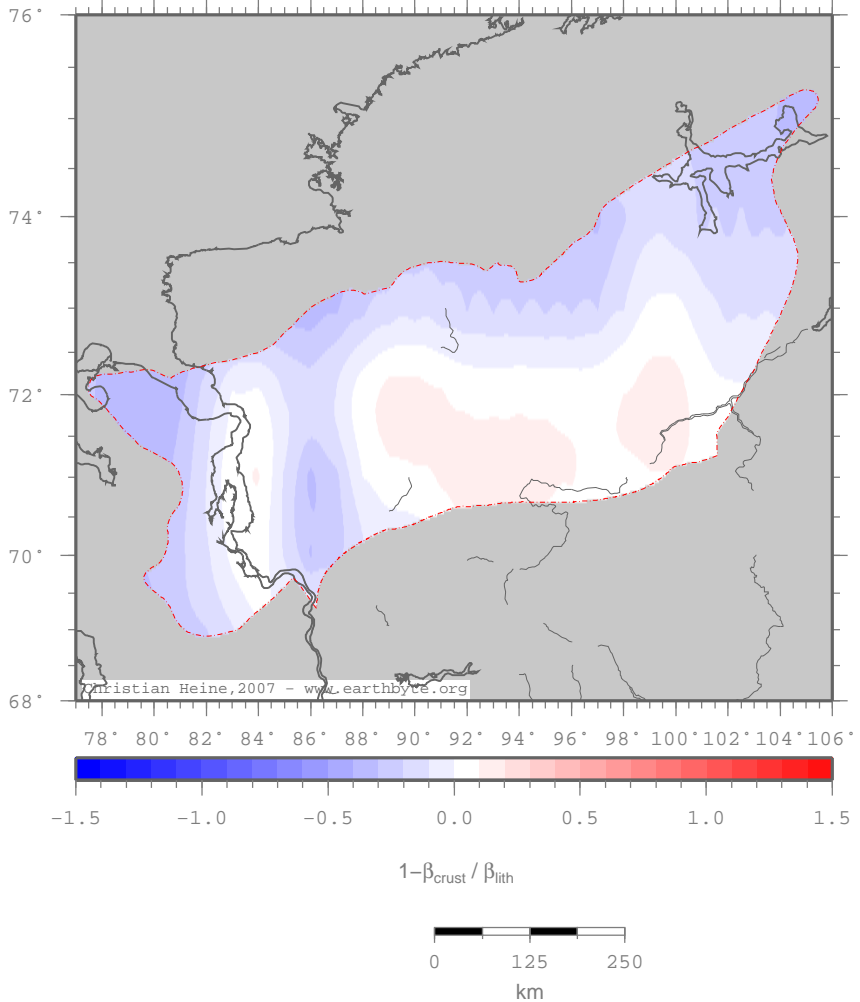 76°
74°
72°
70°
68°
Christian Heine,2007 - www.earthbyte.org
78° 80° 82° 84° 86° 88° 90° 92° 94° 96° 98° 100° 102° 104° 106°
−1.5 −1.0 −0.5 0.0 0.5 1.0 1.5
1−βcrust / βlith
0 125 250
km